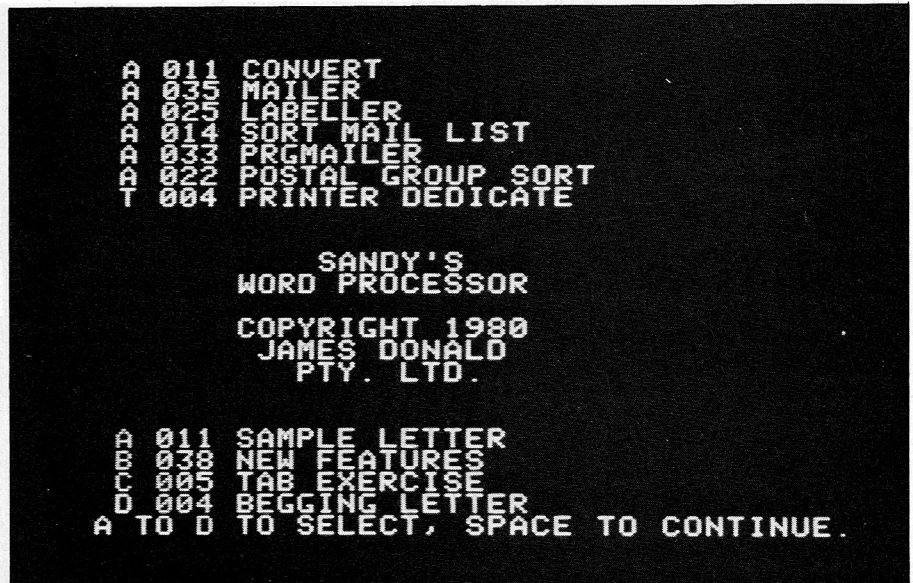 A 011 CONVERT
A 035 MAILER
A 025 LABELLER
A 014 SORT MAIL LIST
A 033 PRGMAILER
A 022 POSTAL GROUP SORT
T 004 PRINTER DEDICATE
SANDY'S
WORD PROCESSOR
COPYRIGHT 1980
JAMES DONALD
PTY. LTD.
A 011 SAMPLE LETTER
B 038 NEW FEATURES
C 005 TAB EXERCISE
D 004 BEGGING LETTER
A TO D TO SELECT, SPACE TO CONTINUE.